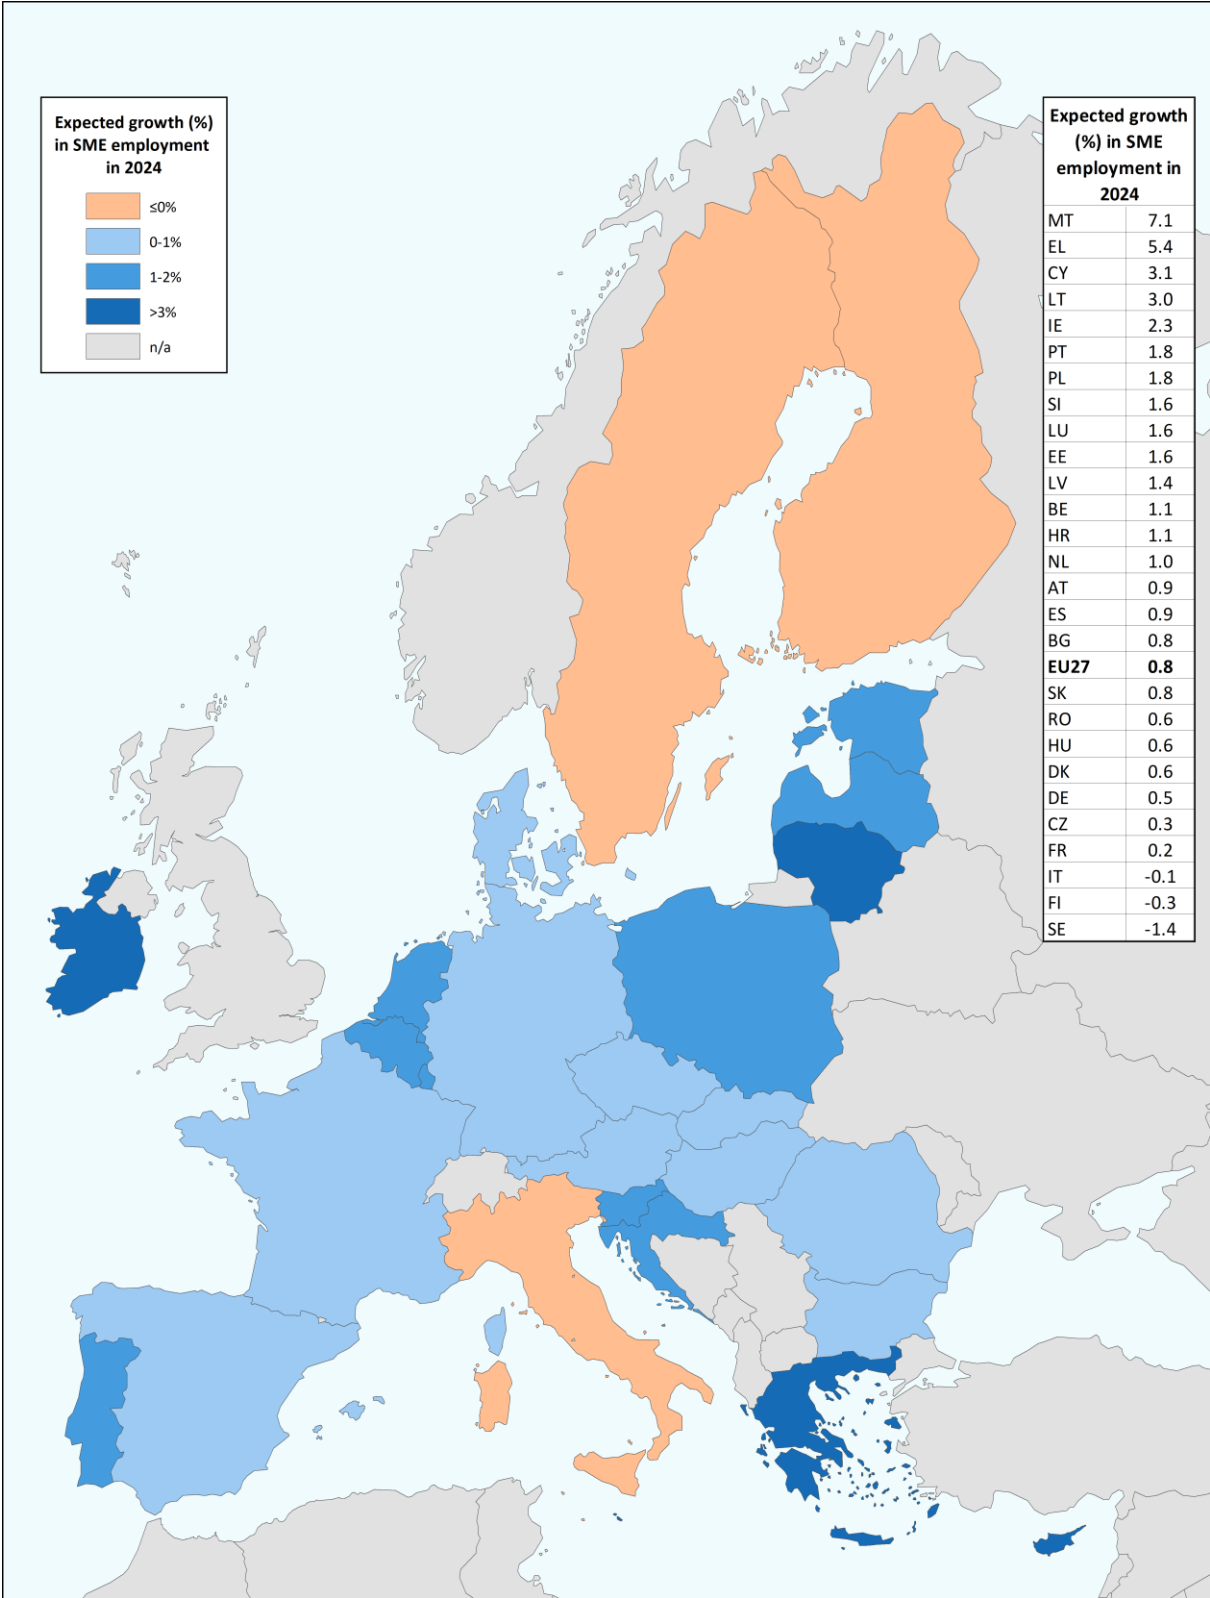 Expected growth (%)
in SME employment
in 2024
≤0%
0-1%
1-2%
>3%
n/a
Expected growth
(%) in SME
employment in
2024
MT 7.1
EL 5.4
CY 3.1
LT 3.0
IE 2.3
PT 1.8
PL 1.8
SI 1.6
LU 1.6
EE 1.6
LV 1.4
BE 1.1
HR 1.1
NL 1.0
AT 0.9
ES 0.9
BG 0.8
EU27 0.8
SK 0.8
RO 0.6
HU 0.6
DK 0.6
DE 0.5
CZ 0.3
FR 0.2
IT -0.1
FI -0.3
SE -1.4